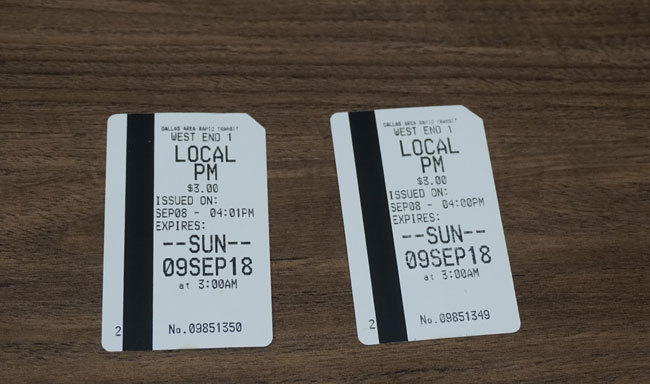 DALLAS AREA RAPID TRANSIT
WEST END 1
LOCAL
PM
$3.00
ISSUED ON:
SEP08 - 04:01PM
EXPIRES:
--SUN--
09SEP18
at 3:00AM
2
No.09851350
DALLAS AREA RAPID TRANSIT
WEST END 1
LOCAL
PM
$3.00
ISSUED ON:
SEP08 - 04:00PM
EXPIRES:
--SUN--
09SEP18
at 3:00AM
2
No.09851349